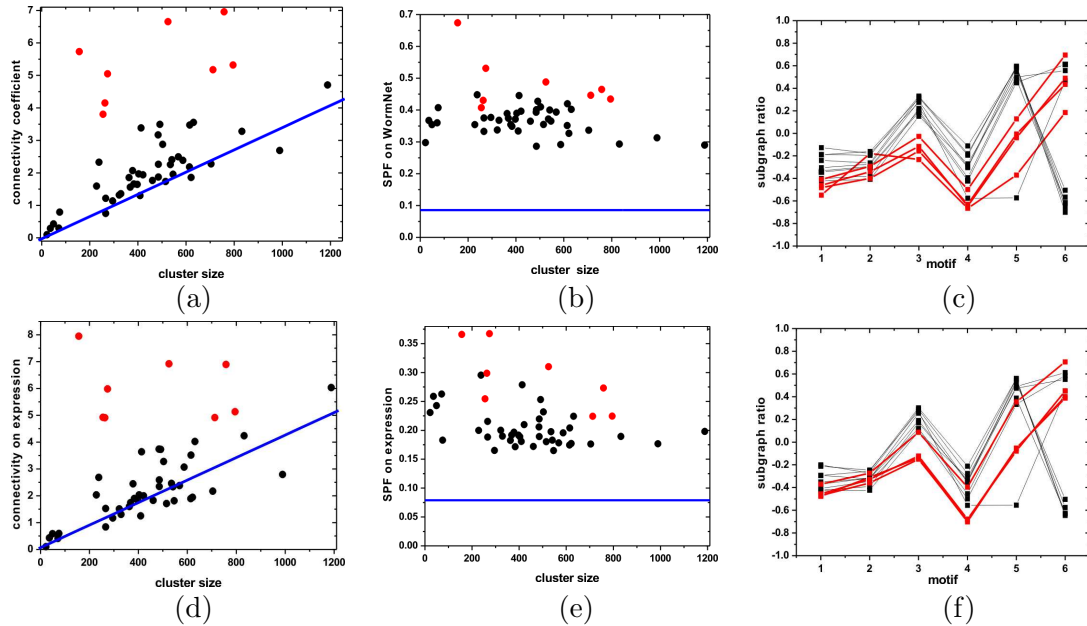 7
6
5
4
3
2
1
0
connectivity coefficient
0 200 400 600 800 1000 1200
cluster size
(a)
0.7
0.6
0.5
0.4
0.3
0.2
0.1
0.0
SPF on WormNet
0 200 400 600 800 1000 1200
cluster size
(b)
1.0
0.8
0.6
0.4
0.2
0.0
-0.2
-0.4
-0.6
-0.8
-1.0
subgraph ratio
1 2 3 4 5 6
motif
(c)
8
7
6
5
4
3
2
1
0
connectivity on expression
0 200 400 600 800 1000 1200
cluster size
(d)
0.35
0.30
0.25
0.20
0.15
0.10
0.05
0.00
SPF on expression
0 200 400 600 800 1000 1200
cluster size
(e)
1.0
0.8
0.6
0.4
0.2
0.0
-0.2
-0.4
-0.6
-0.8
-1.0
subgraph ratio
1 2 3 4 5 6
motif
(f)